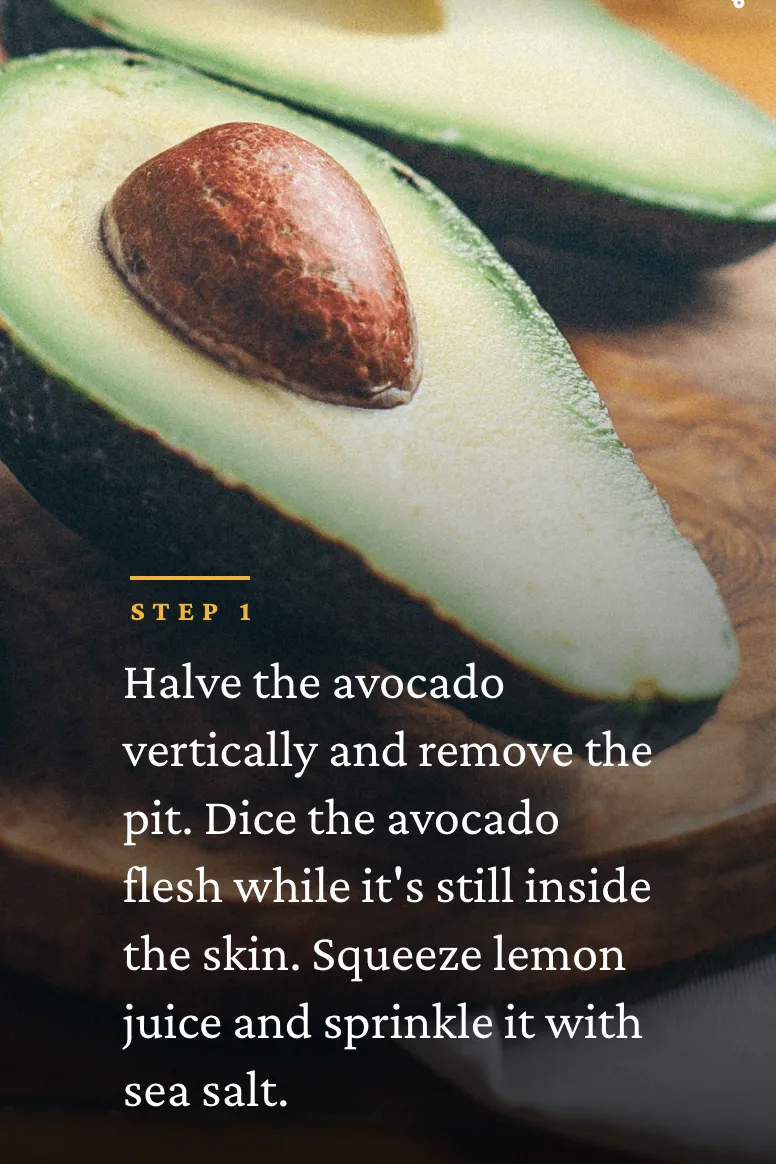 STEP 1
Halve the avocado
vertically and remove the
pit. Dice the avocado
flesh while it's still inside
the skin. Squeeze lemon
juice and sprinkle it with
sea salt.